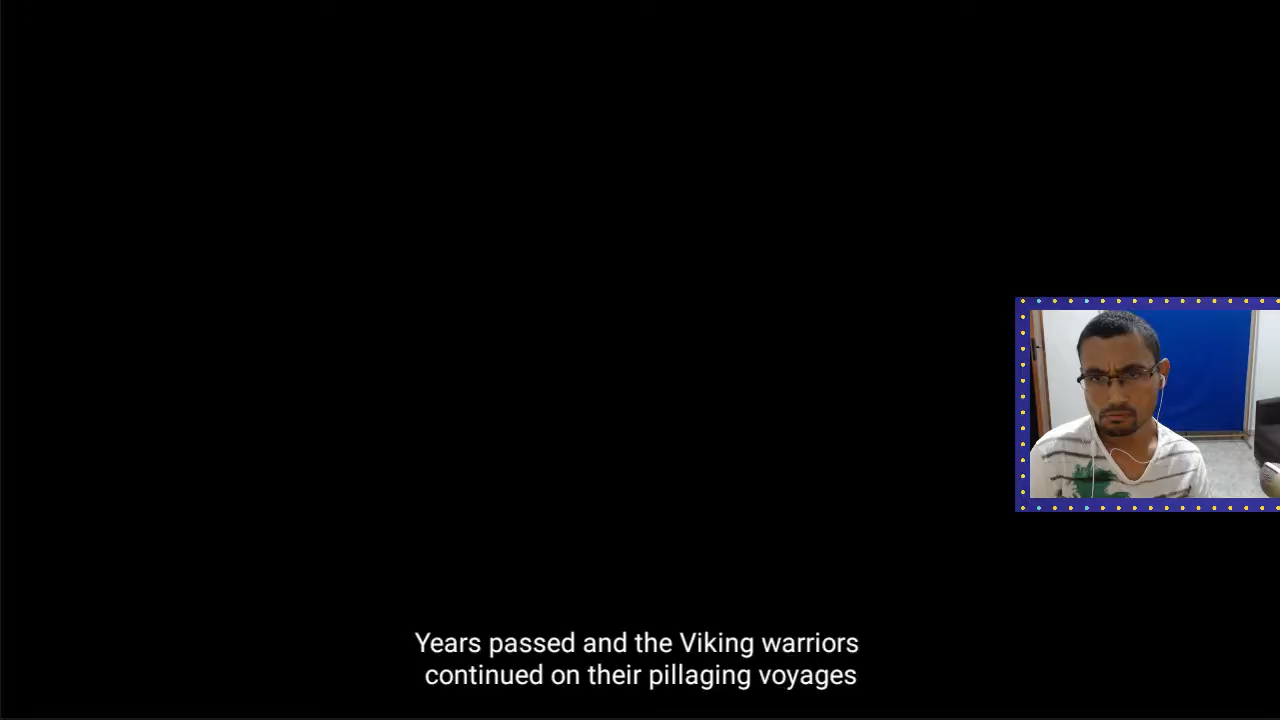 Years passed and the Viking warriors
continued on their pillaging voyages